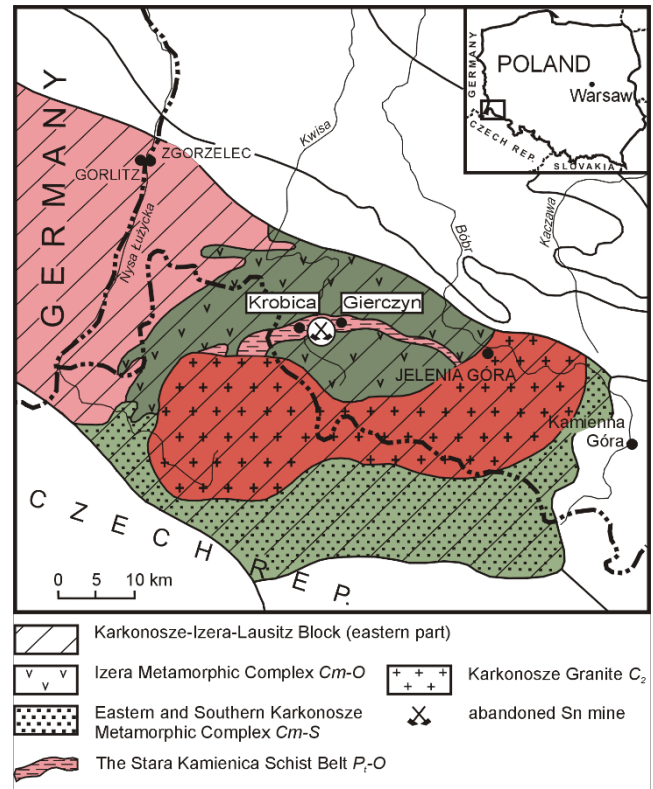 POLAND
Warsaw
GERMANY
CZECH REP.
SLOVAKIA
GERMANY
ZGORZELEC
GORLITZ
Nysa Łużycka
Kwisa
Bóbr
Kaczawa
Krobica
Gierczyn
JELENIA GÓRA
Kamienna
Góra
CZECH REP.
0 5 10 km
Karkonosze-Izera-Lausitz Block (eastern part)
Izera Metamorphic Complex Cm-O
Karkonosze Granite C₂
Eastern and Southern Karkonosze
Metamorphic Complex Cm-S
abandoned Sn mine
The Stara Kamienica Schist Belt Pₜ-O